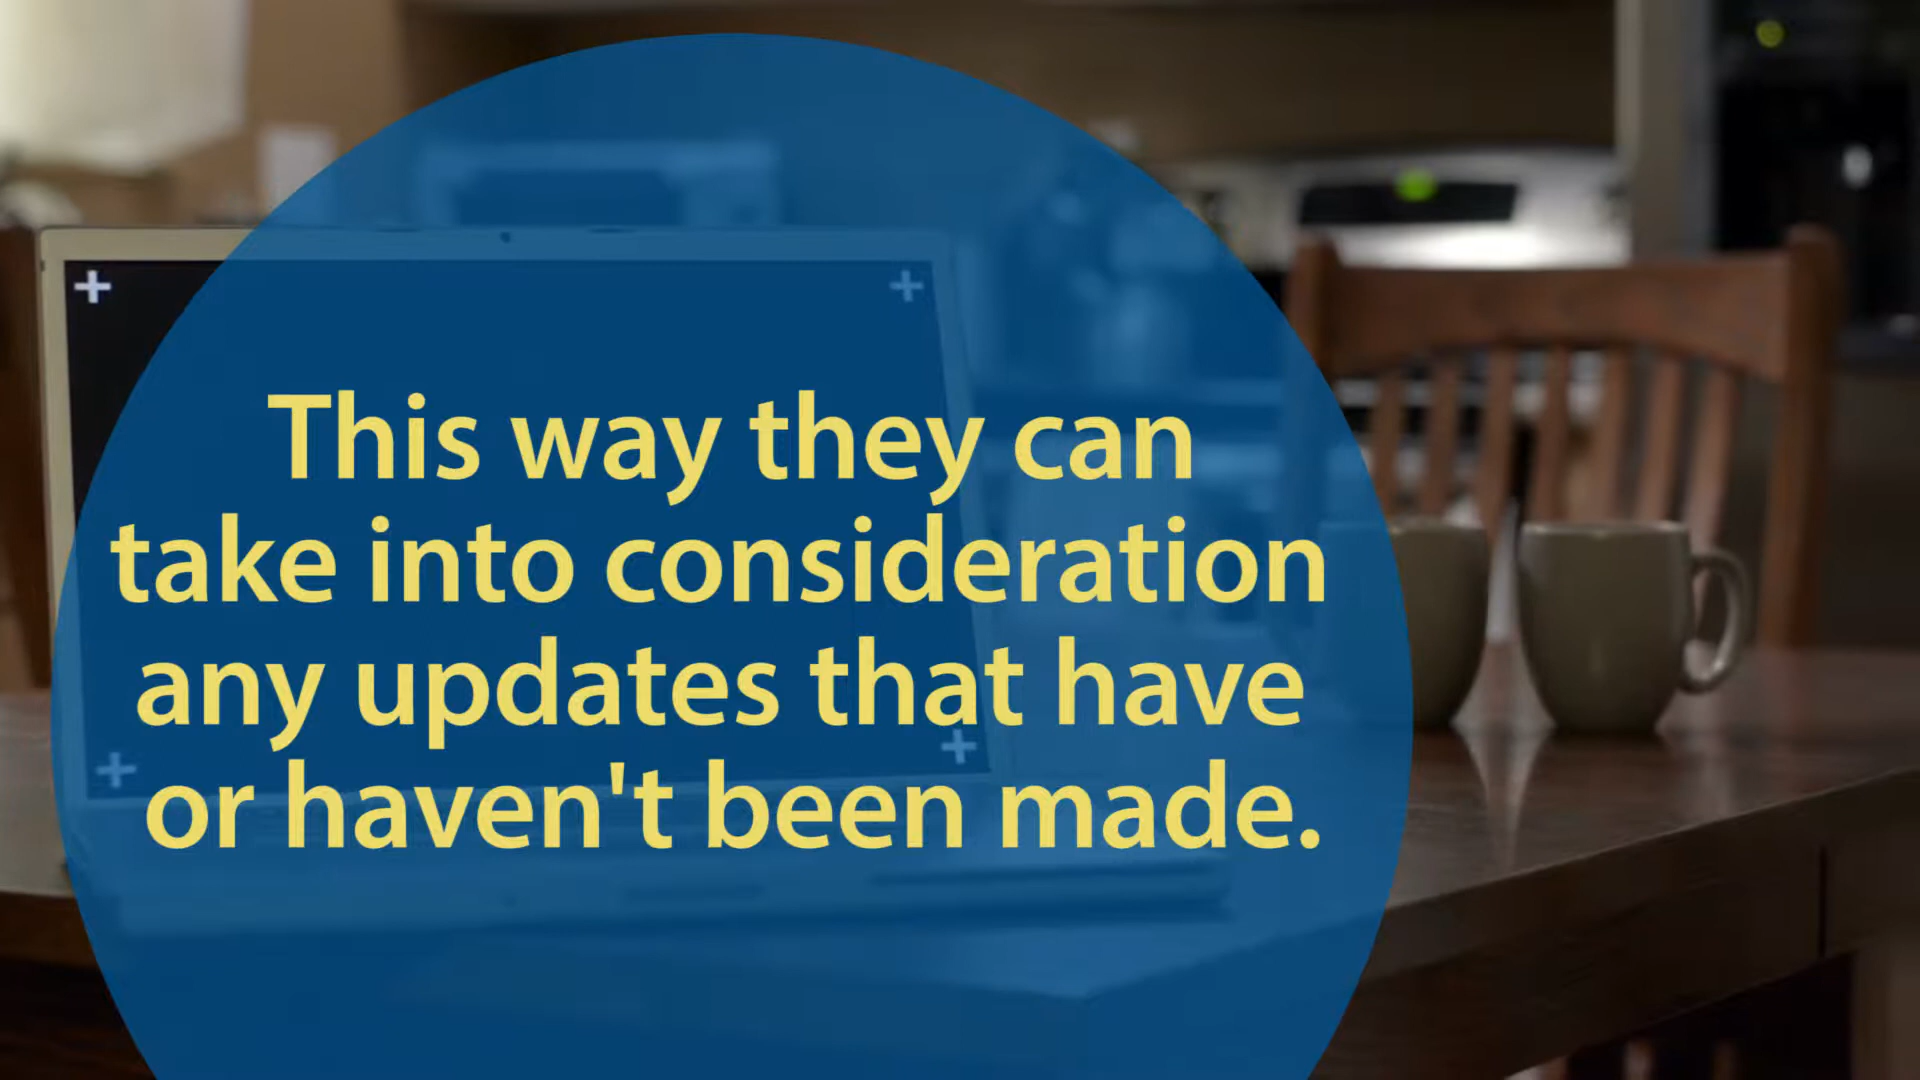 This way they can
take into consideration
any updates that have
or haven't been made.